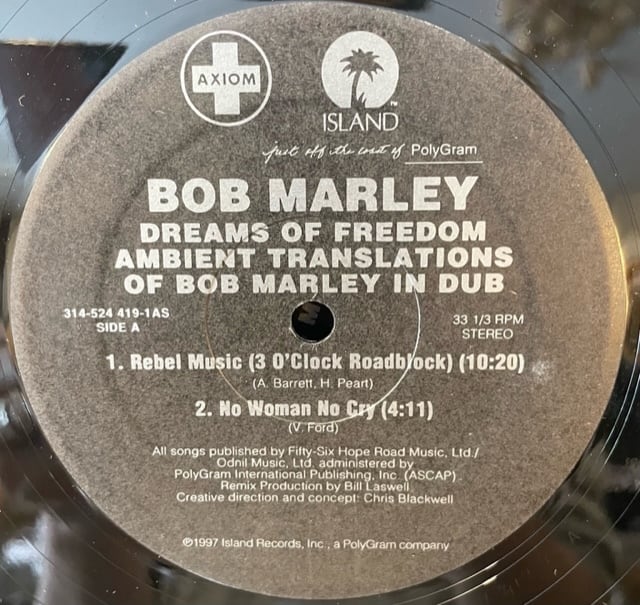 AXIOM
ISLAND™
just off the coast of PolyGram
BOB MARLEY
DREAMS OF FREEDOM
AMBIENT TRANSLATIONS
OF BOB MARLEY IN DUB
314-524 419-1AS
SIDE A
33 1/3 RPM
STEREO
1. Rebel Music (3 O'Clock Roadblock) (10:20)
(A. Barrett, H. Peart)
2. No Woman No Cry (4:11)
(V. Ford)
All songs published by Fifty-Six Hope Road Music, Ltd./
Odnil Music, Ltd. administered by
PolyGram International Publishing, Inc. (ASCAP).
Remix Production by Bill Laswell
Creative direction and concept: Chris Blackwell
℗1997 Island Records, Inc., a PolyGram company